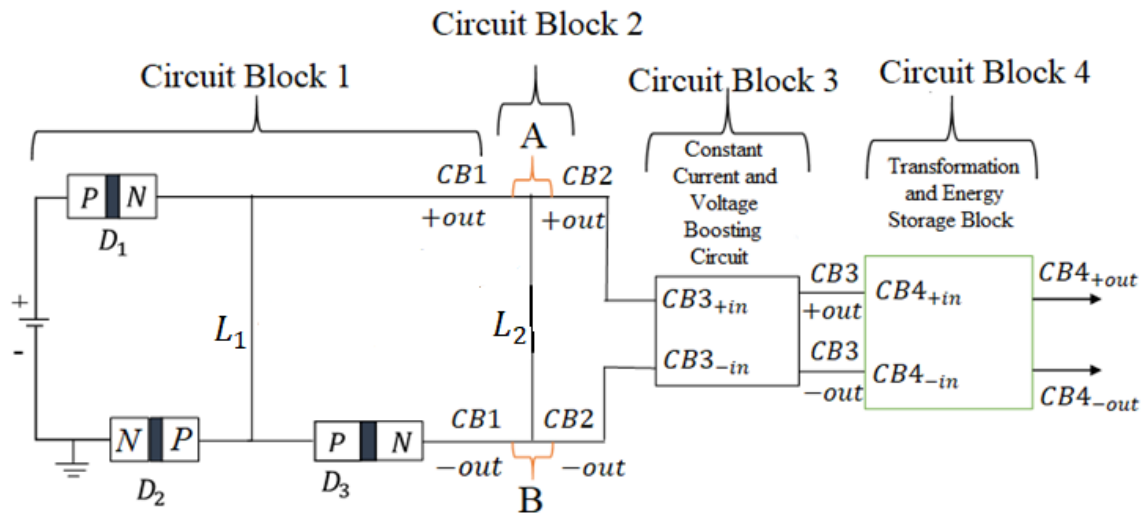 Circuit Block 2
Circuit Block 1
Circuit Block 3
Circuit Block 4
A
Constant
Current and
Voltage
Boosting
Circuit
Transformation
and Energy
Storage Block
CB1
+out
CB2
+out
P N
D₁
+
-
L₁
L₂
CB3₊ᵢₙ
CB3₋ᵢₙ
CB3
+out
CB3
−out
CB4₊ᵢₙ
CB4₋ᵢₙ
CB4₊ₒᵤₜ
CB4₋ₒᵤₜ
N P
D₂
P N
D₃
CB1
−out
CB2
−out
B